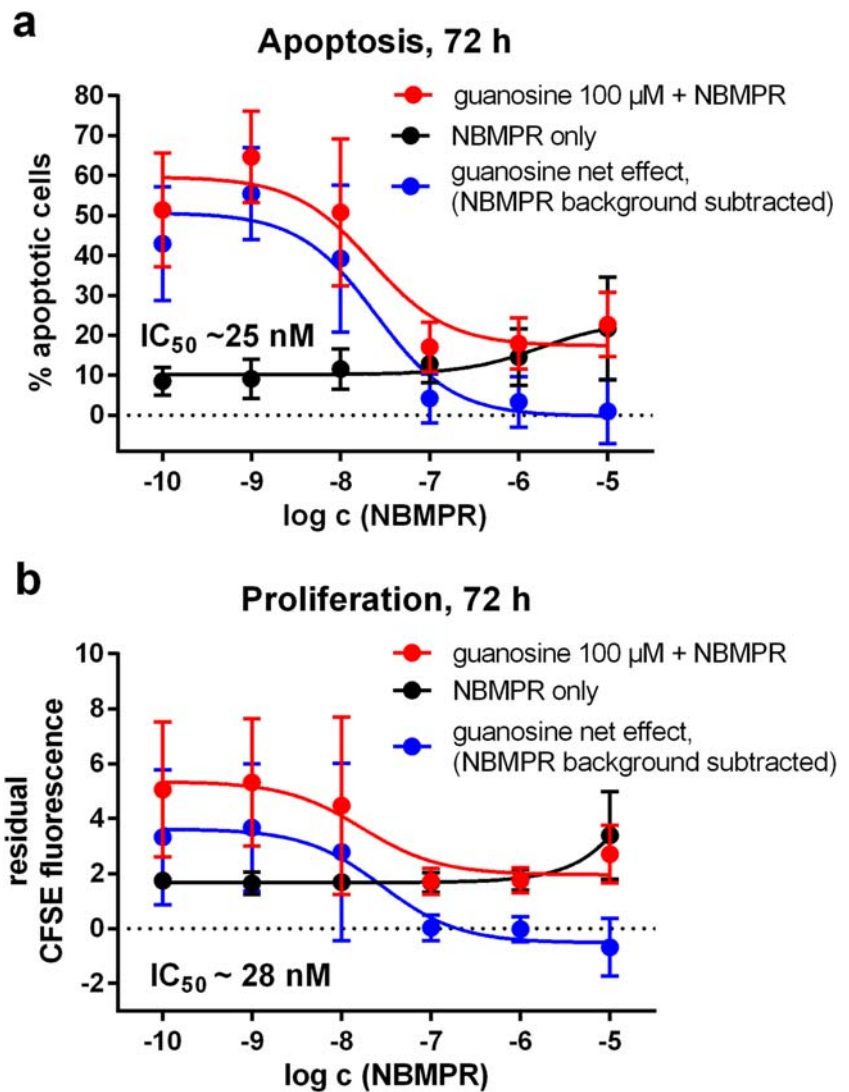 a
Apoptosis, 72 h
guanosine 100 µM + NBMPR
NBMPR only
guanosine net effect,
(NBMPR background subtracted)
% apoptotic cells
80
70
60
50
40
30
20
10
0
IC50 ~25 nM
-10 -9 -8 -7 -6 -5
log c (NBMPR)
b
Proliferation, 72 h
guanosine 100 µM + NBMPR
NBMPR only
guanosine net effect,
(NBMPR background subtracted)
residual
CFSE fluorescence
10
8
6
4
2
0
-2
IC50 ~ 28 nM
-10 -9 -8 -7 -6 -5
log c (NBMPR)